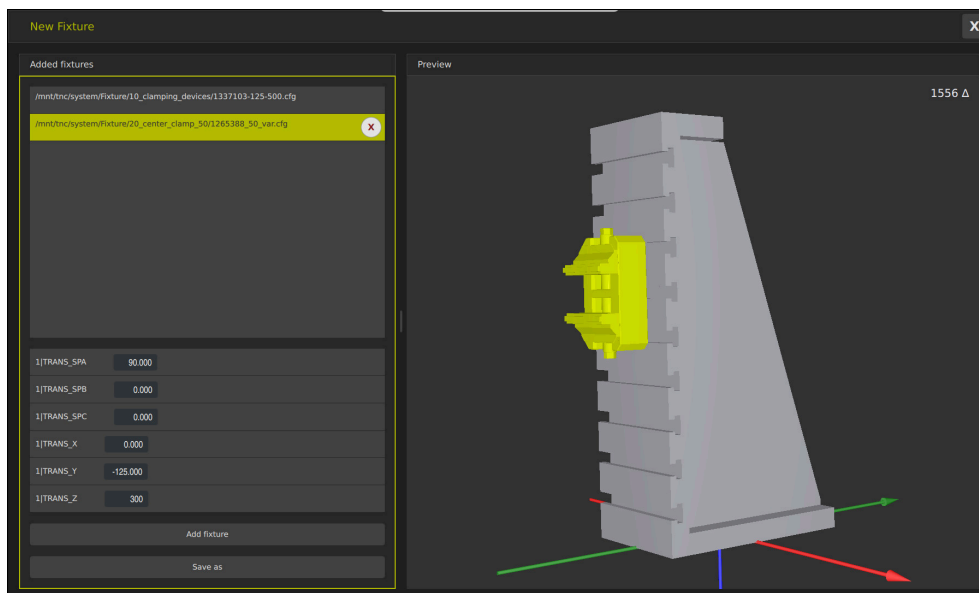 New Fixture
X
Added fixtures
/mnt/tnc/system/Fixture/10_clamping_devices/1337103-125-500.cfg
/mnt/tnc/system/Fixture/20_center_clamp_50/1265388_50_var.cfg
X
1|TRANS_SPA 90.000
1|TRANS_SPB 0.000
1|TRANS_SPC 0.000
1|TRANS_X 0.000
1|TRANS_Y -125.000
1|TRANS_Z 300
Add fixture
Save as
Preview
1556 Δ